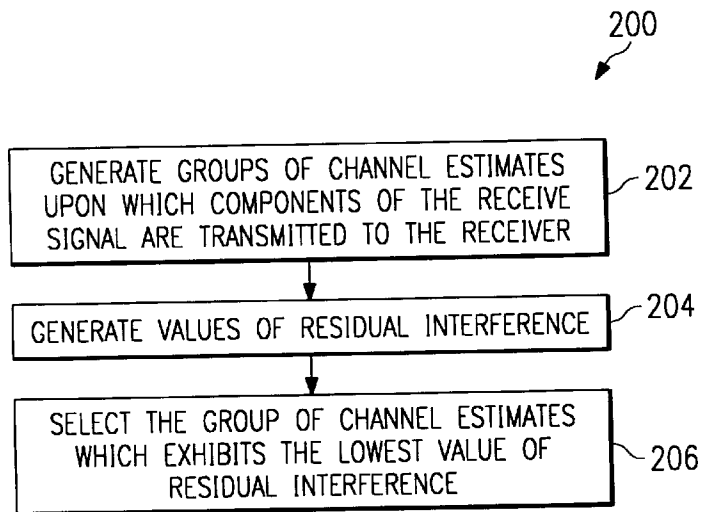 200
GENERATE GROUPS OF CHANNEL ESTIMATES
UPON WHICH COMPONENTS OF THE RECEIVE
SIGNAL ARE TRANSMITTED TO THE RECEIVER
202
GENERATE VALUES OF RESIDUAL INTERFERENCE
204
SELECT THE GROUP OF CHANNEL ESTIMATES
WHICH EXHIBITS THE LOWEST VALUE OF
RESIDUAL INTERFERENCE
206